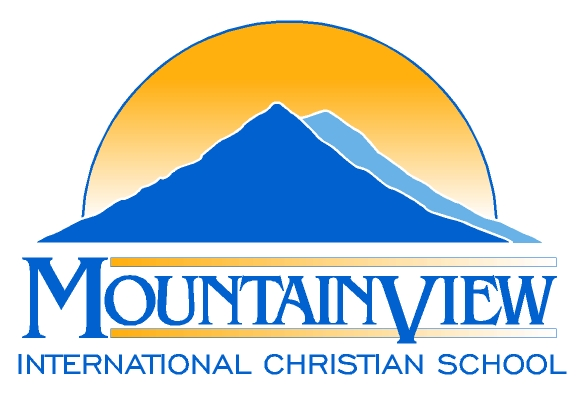 MOUNTAINVIEW
INTERNATIONAL CHRISTIAN SCHOOL